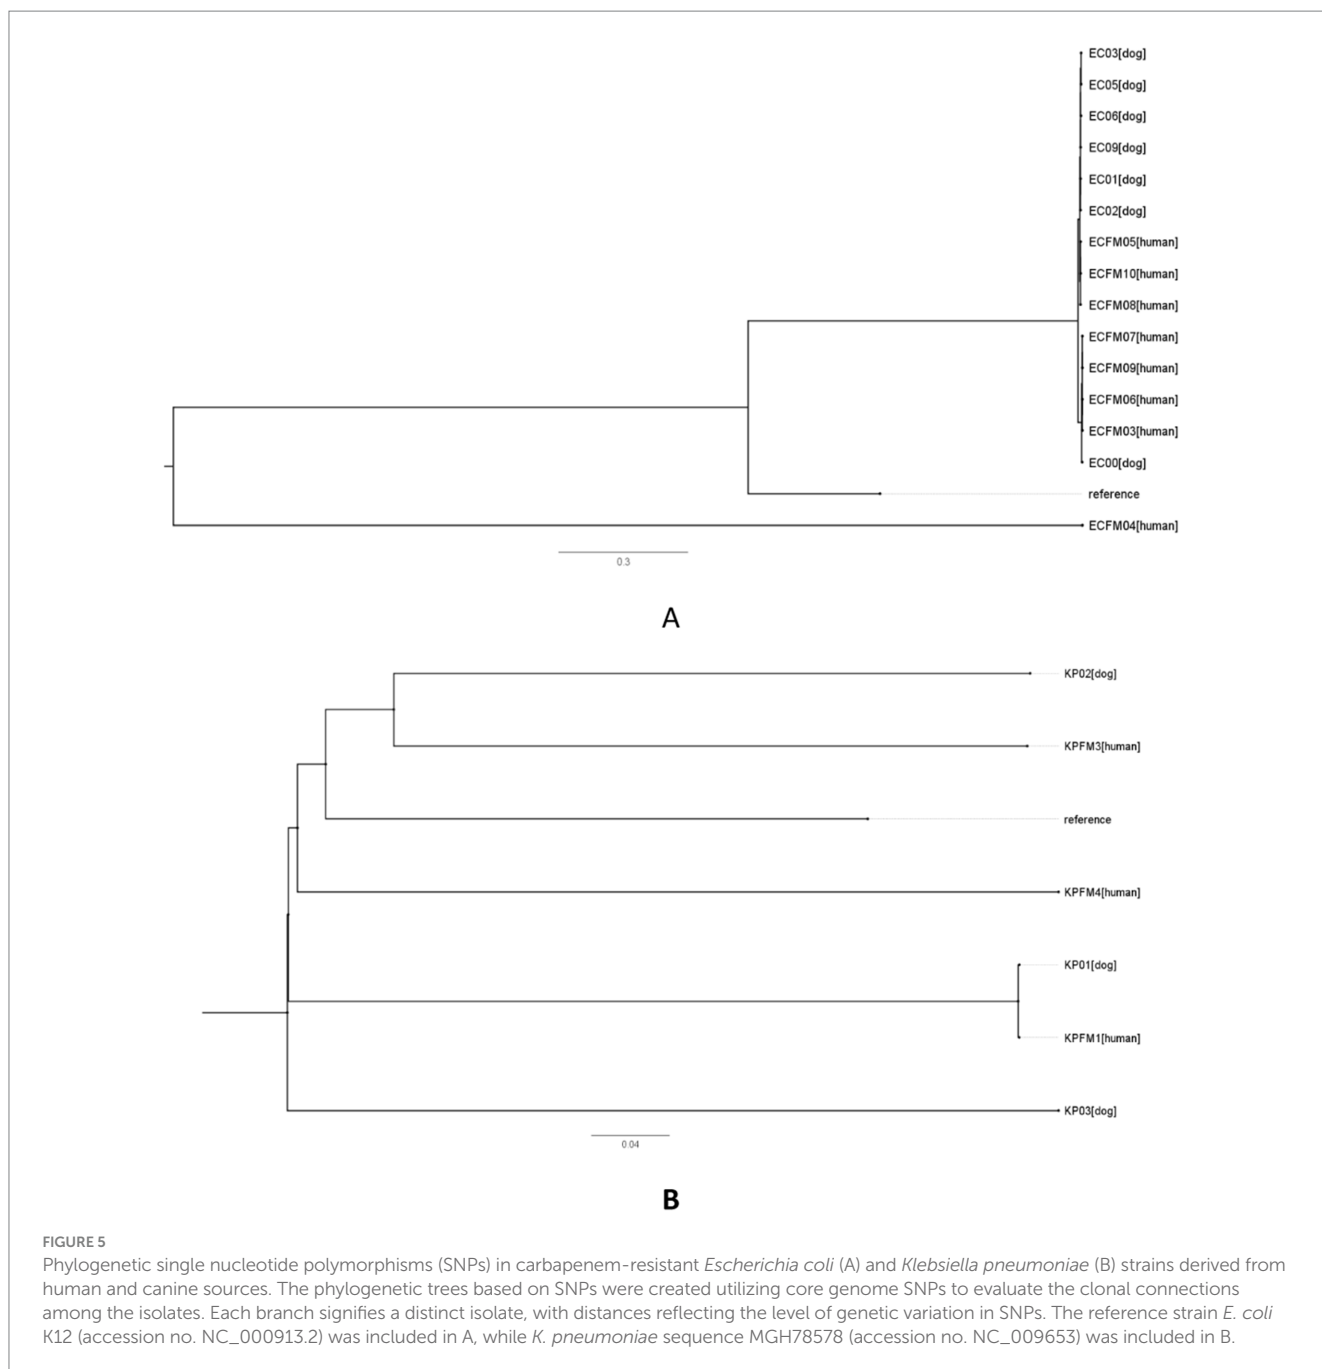 EC03[dog]
EC05[dog]
EC06[dog]
EC09[dog]
EC01[dog]
EC02[dog]
ECFM05[human]
ECFM10[human]
ECFM08[human]
ECFM07[human]
ECFM09[human]
ECFM06[human]
ECFM03[human]
EC00[dog]
reference
ECFM04[human]
0.3
A
KP02[dog]
KPFM3[human]
reference
KPFM4[human]
KP01[dog]
KPFM1[human]
KP03[dog]
0.04
B
FIGURE 5
Phylogenetic single nucleotide polymorphisms (SNPs) in carbapenem-resistant Escherichia coli (A) and Klebsiella pneumoniae (B) strains derived from
human and canine sources. The phylogenetic trees based on SNPs were created utilizing core genome SNPs to evaluate the clonal connections
among the isolates. Each branch signifies a distinct isolate, with distances reflecting the level of genetic variation in SNPs. The reference strain E. coli
K12 (accession no. NC_000913.2) was included in A, while K. pneumoniae sequence MGH78578 (accession no. NC_009653) was included in B.